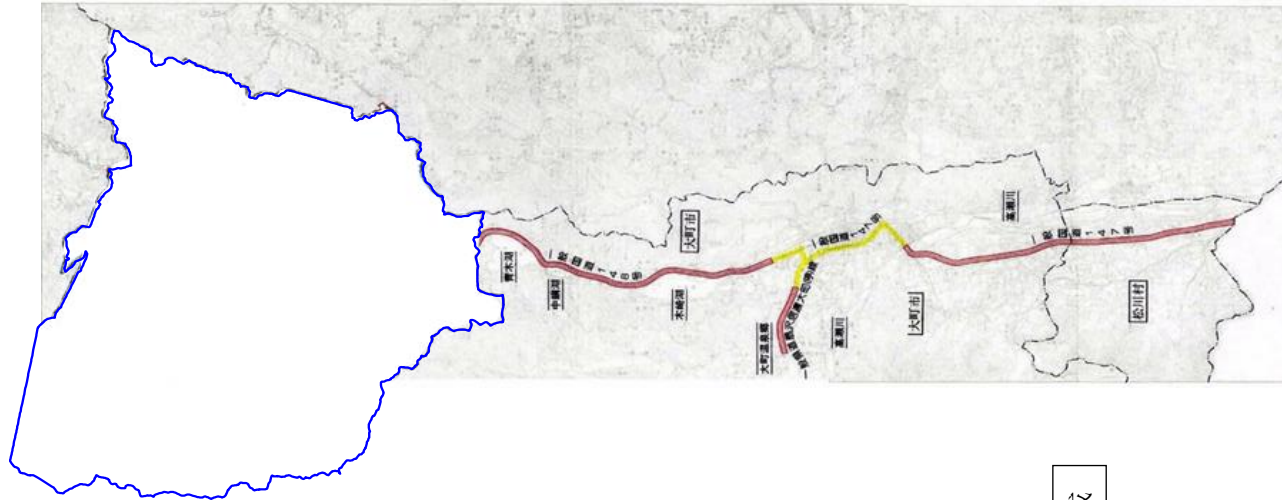 青木湖
一般国道148号
中綱湖
木崎湖
大町市
大町温泉郷
一般国道147号
高瀬川
大町市
高瀬川
一般国道147号
松川村